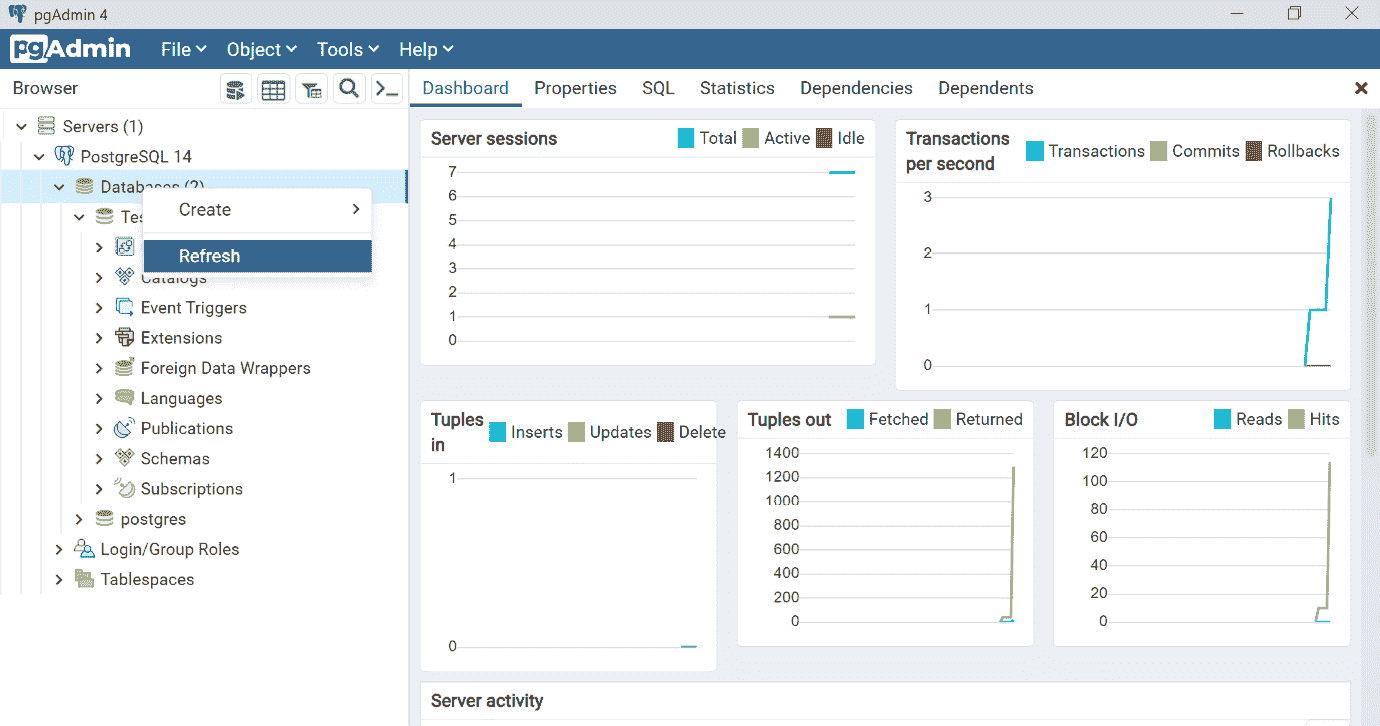 pgAdmin 4
pgAdmin File Object Tools Help
Browser
Dashboard Properties SQL Statistics Dependencies Dependents
Servers (1)
PostgreSQL 14
Databases (2)
Create
Tes
Refresh
Catalogs
Event Triggers
Extensions
Foreign Data Wrappers
Languages
Publications
Schemas
Subscriptions
postgres
Login/Group Roles
Tablespaces
Server sessions Total Active Idle
7
6
5
4
3
2
1
0
Transactions per second
Transactions Commits Rollbacks
3
2
1
0
Tuples in
Inserts Updates Delete
1
0
Tuples out Fetched Returned
1400
1200
1000
800
600
400
200
0
Block I/O Reads Hits
120
100
80
60
40
20
0
Server activity